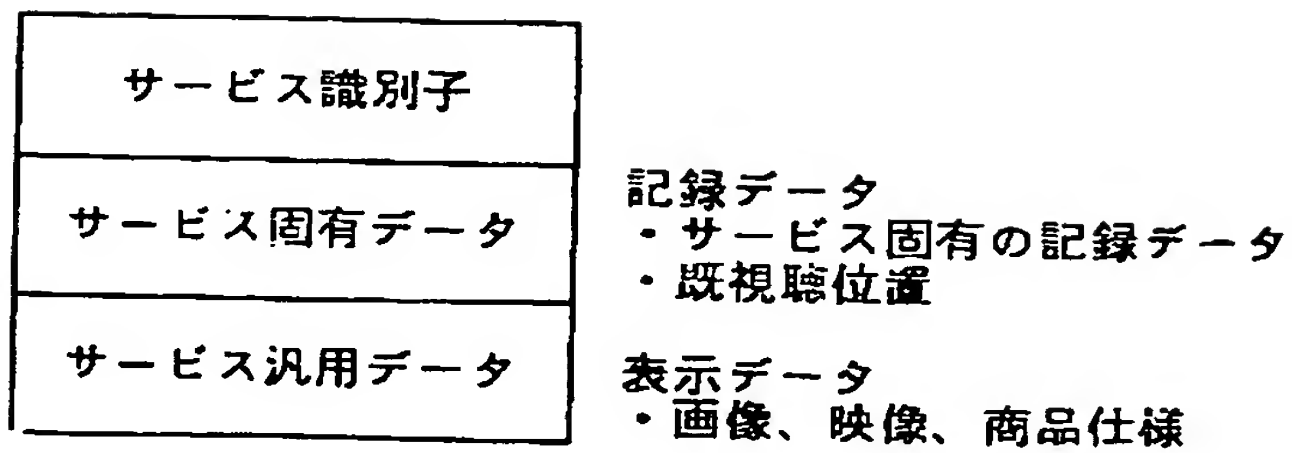 サービス識別子
サービス固有データ
記録データ
・サービス固有の記録データ
・既視聴位置
サービス汎用データ
表示データ
・画像、映像、商品仕様